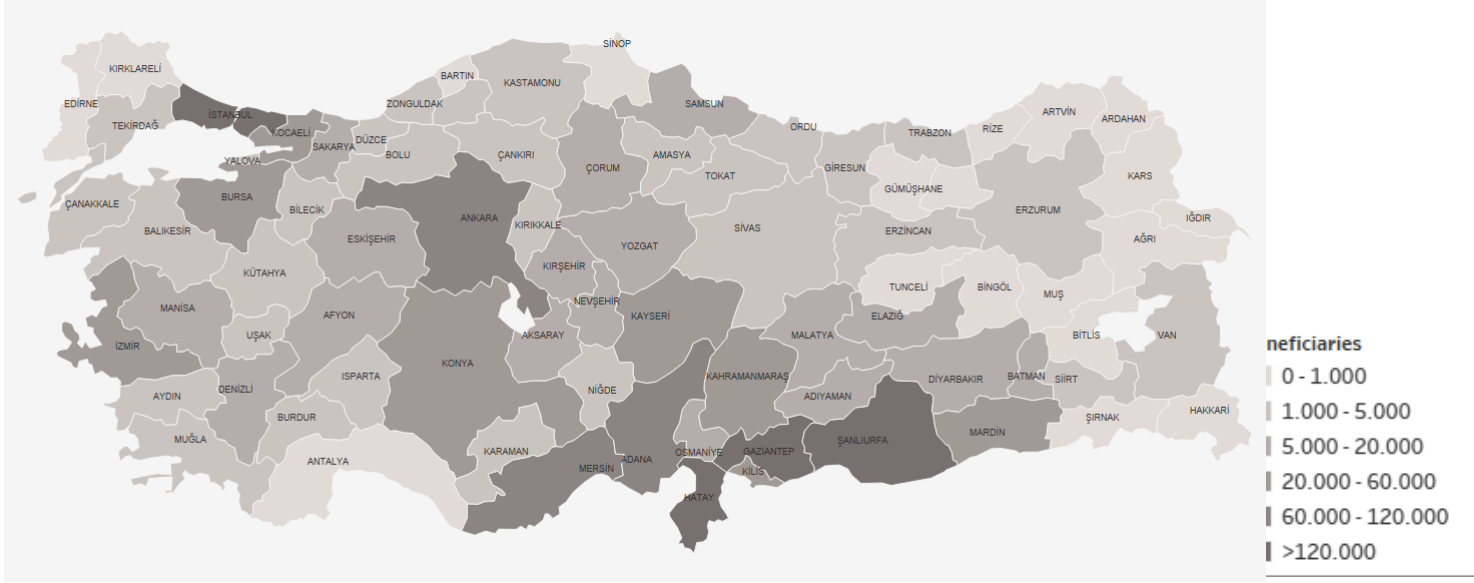 SİNOP
KIRKLARELİ
BARTIN
KASTAMONU
EDİRNE
ZONGULDAK
SAMSUN
İSTANBUL
TEKİRDAĞ
KOCAELİ
ORDU
ARTVİN
ARDAHAN
RİZE
TRABZON
DÜZCE
SAKARYA
BOLU
ÇANKIRI
AMASYA
YALOVA
ÇORUM
GİRESUN
TOKAT
KARS
GÜMÜŞHANE
BURSA
ÇANAKKALE
BİLECİK
ANKARA
ERZURUM
IĞDIR
KIRIKKALE
SİVAS
BALIKESİR
ERZİNCAN
ESKİŞEHİR
AĞRI
YOZGAT
KIRŞEHİR
KÜTAHYA
TUNCELİ
BİNGÖL
MUŞ
NEVŞEHİR
MANİSA
AFYON
KAYSERİ
ELAZIĞ
UŞAK
AKSARAY
MALATYA
BİTLİS
VAN
neficiaries
İZMİR
KONYA
ISPARTA
KAHRAMANMARAŞ
DİYARBAKIR
BATMAN
SİİRT
0 - 1.000
DENİZLİ
NİĞDE
AYDIN
ADIYAMAN
HAKKARİ
1.000 - 5.000
BURDUR
ŞIRNAK
MARDİN
MUĞLA
ŞANLIURFA
KARAMAN
OSMANİYE
GAZİANTEP
5.000 - 20.000
ANTALYA
ADANA
MERSİN
KİLİS
20.000 - 60.000
HATAY
60.000 - 120.000
>120.000